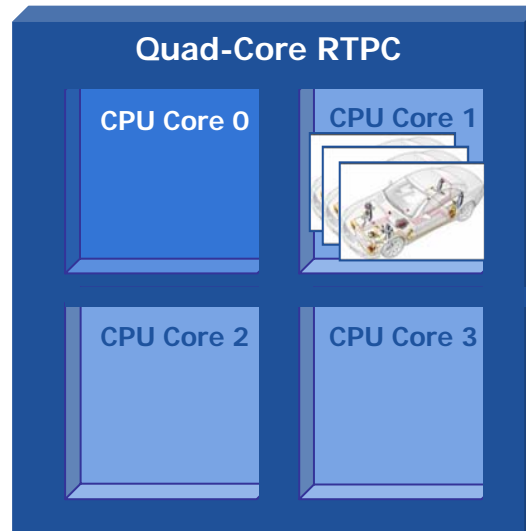 Quad-Core RTPC
CPU Core 0
CPU Core 1
CPU Core 2
CPU Core 3